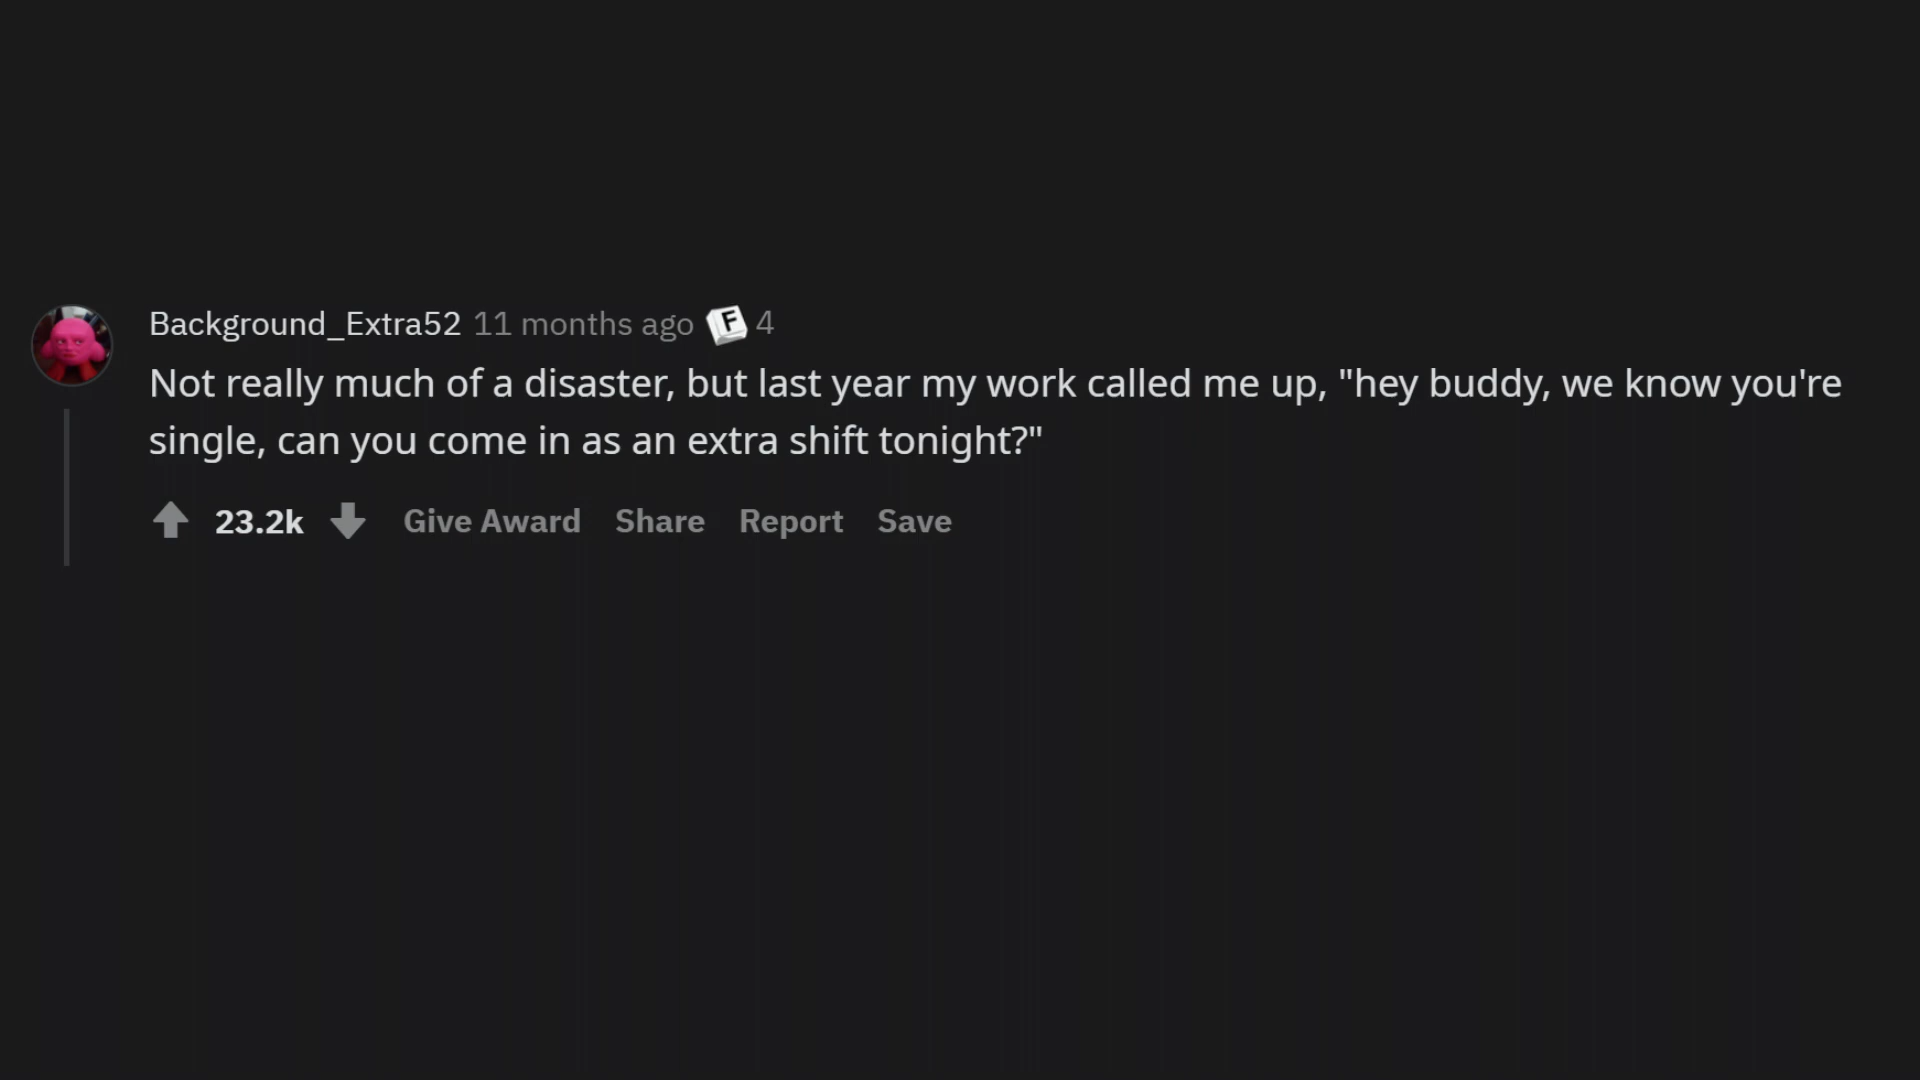 Background_Extra52 11 months ago F 4
Not really much of a disaster, but last year my work called me up, "hey buddy, we know you're
single, can you come in as an extra shift tonight?"
23.2k Give Award Share Report Save